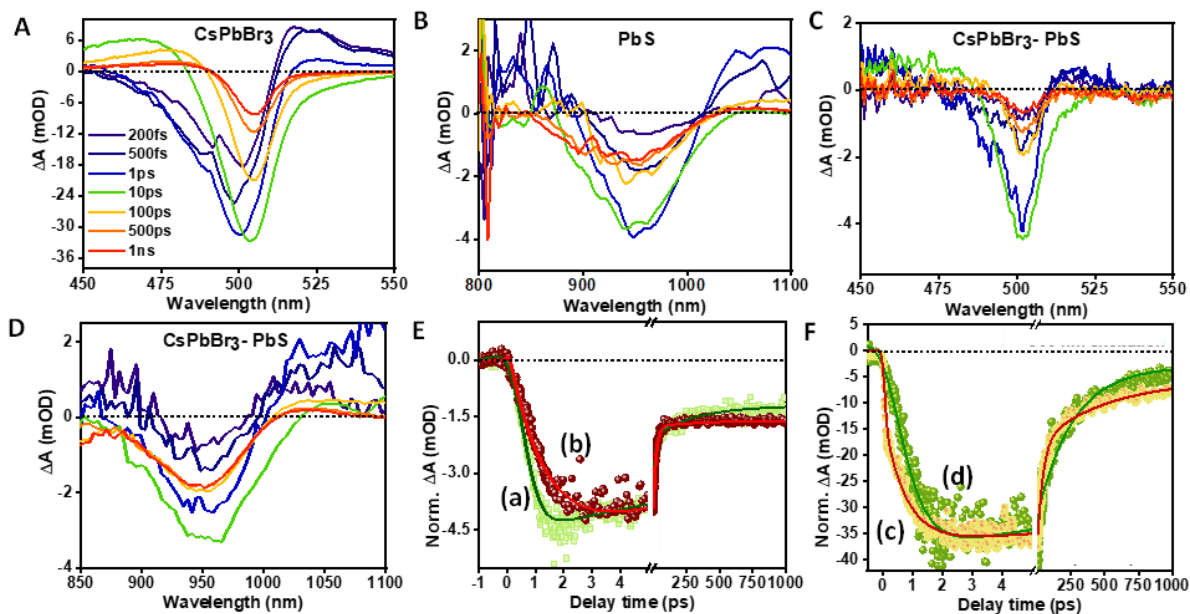 A
CsPbBr3
6
0
-6
-12
-18
-24
-30
-36
ΔA (mOD)
200fs
500fs
1ps
10ps
100ps
500ps
1ns
450 475 500 525 550
Wavelength (nm)
B
PbS
2
0
-2
-4
ΔA (mOD)
800 900 1000 1100
Wavelength (nm)
C
CsPbBr3- PbS
2
0
-2
-4
ΔA (mOD)
450 475 500 525 550
Wavelength (nm)
D
CsPbBr3- PbS
2
0
-2
-4
ΔA (mOD)
850 900 950 1000 1050 1100
Wavelength (nm)
E
0.0
-1.5
-3.0
-4.5
Norm. ΔA (mOD)
(b)
(a)
-1 0 1 2 3 4 250 500 750 1000
Delay time (ps)
F
5
0
-5
-10
-15
-20
-25
-30
-35
-40
Norm. ΔA (mOD)
(d)
(c)
0 1 2 3 4 250 500 750 1000
Delay time (ps)